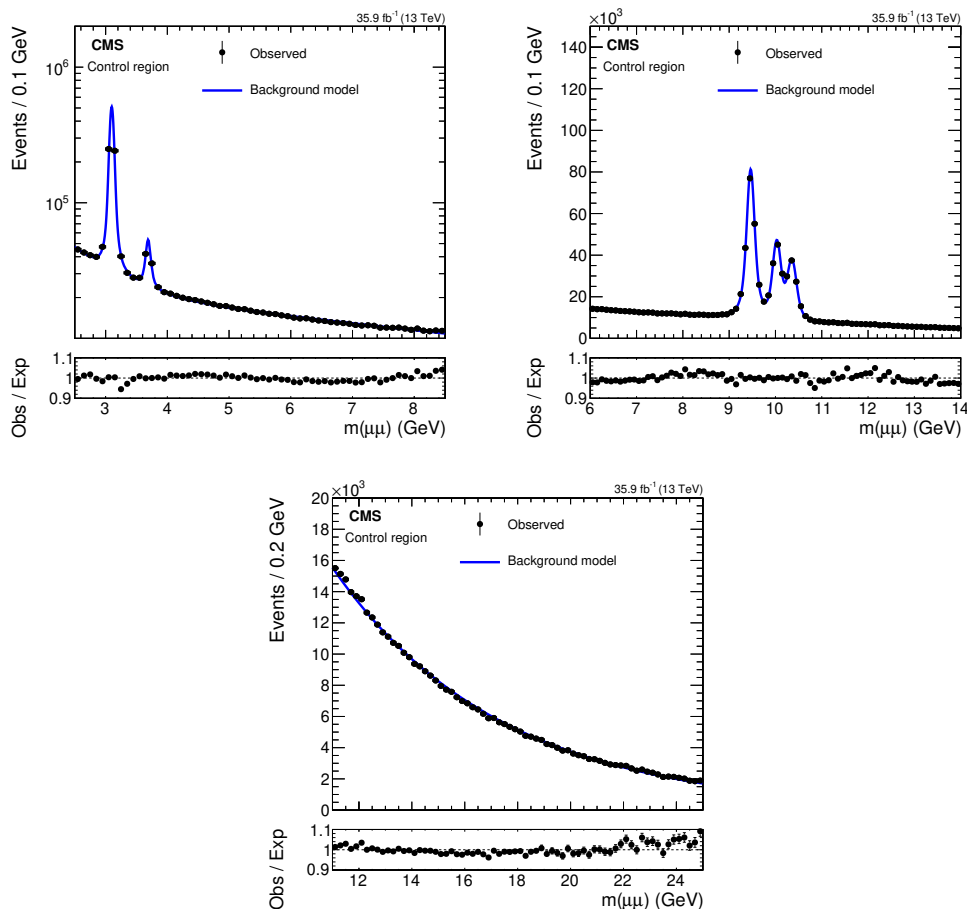 35.9 fb⁻¹ (13 TeV)
CMS
Control region
Observed
Background model
Events / 0.1 GeV
10⁶
10⁵
Obs / Exp
1.1
1
0.9
3 4 5 6 7 8
m(μμ) (GeV)
×10³
35.9 fb⁻¹ (13 TeV)
CMS
Control region
Observed
Background model
Events / 0.1 GeV
140
120
100
80
60
40
20
0
Obs / Exp
1.1
1
0.9
6 7 8 9 10 11 12 13 14
m(μμ) (GeV)
×10³
35.9 fb⁻¹ (13 TeV)
CMS
Control region
Observed
Background model
Events / 0.2 GeV
20
18
16
14
12
10
8
6
4
2
0
Obs / Exp
1.1
1
0.9
12 14 16 18 20 22 24
m(μμ) (GeV)